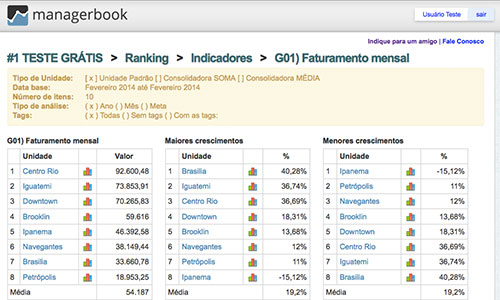 managerbook
Usuário Teste sair
Indique para um amigo | Fale Conosco
#1 TESTE GRÁTIS > Ranking > Indicadores > G01) Faturamento mensal
Tipo de Unidade: [ x ] Unidade Padrão [ ] Consolidadora SOMA [ ] Consolidadora MÉDIA
Data base: Fevereiro 2014 até Fevereiro 2014
Número de itens: 10
Tipo de análise: ( x ) Ano ( ) Mês ( ) Meta
Tags: ( x ) Todas ( ) Sem tags ( ) Com as tags:
G01) Faturamento mensal
Unidade Valor
1 Centro Rio 92.600,48
2 Iguatemi 73.853,91
3 Downtown 70.265,83
4 Brooklin 59.616
5 Ipanema 46.392,58
6 Navegantes 38.149,44
7 Brasilia 33.660,78
8 Petrópolis 18.953,25
Média 54.187
Maiores crescimentos
Unidade %
1 Brasilia 40,28%
2 Iguatemi 36,74%
3 Centro Rio 36,69%
4 Downtown 18,31%
5 Brooklin 13,68%
6 Navegantes 12%
7 Petrópolis 11%
8 Ipanema -15,12%
Média 19,2%
Menores crescimentos
Unidade %
1 Ipanema -15,12%
2 Petrópolis 11%
3 Navegantes 12%
4 Brooklin 13,68%
5 Downtown 18,31%
6 Centro Rio 36,69%
7 Iguatemi 36,74%
8 Brasilia 40,28%
Média 19,2%